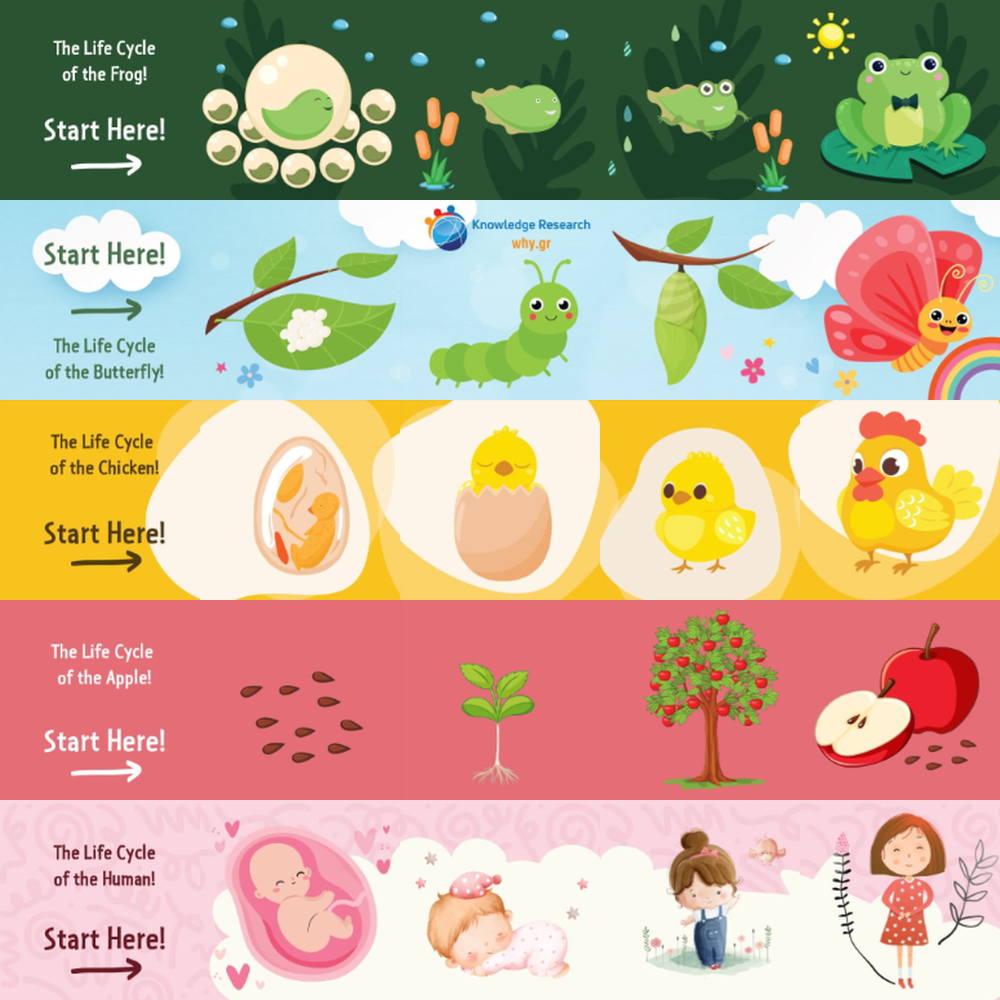 The Life Cycle
of the Frog!
Start Here!
Start Here!
The Life Cycle
of the Butterfly!
Knowledge Research
why.gr
The Life Cycle
of the Chicken!
Start Here!
The Life Cycle
of the Apple!
Start Here!
The Life Cycle
of the Human!
Start Here!